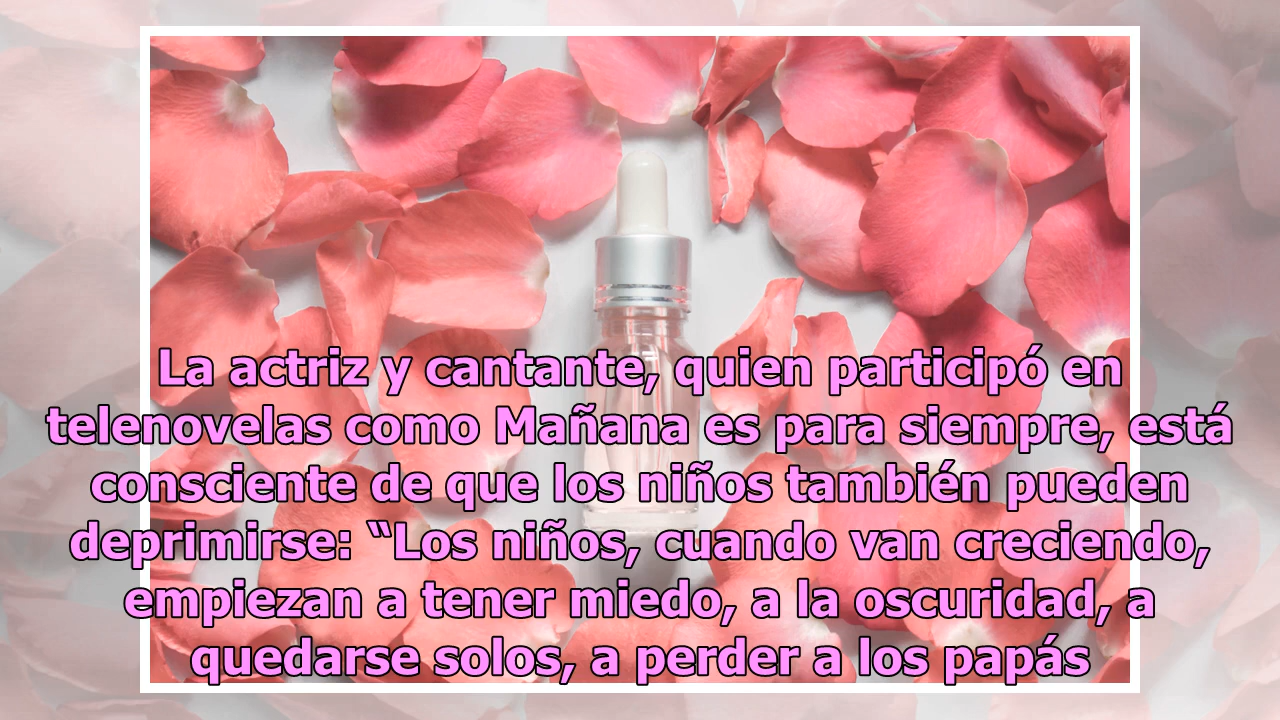 La actriz y cantante, quien participó en
telenovelas como Mañana es para siempre, está
consciente de que los niños también pueden
deprimirse: “Los niños, cuando van creciendo,
empiezan a tener miedo, a la oscuridad, a
quedarse solos, a perder a los papás